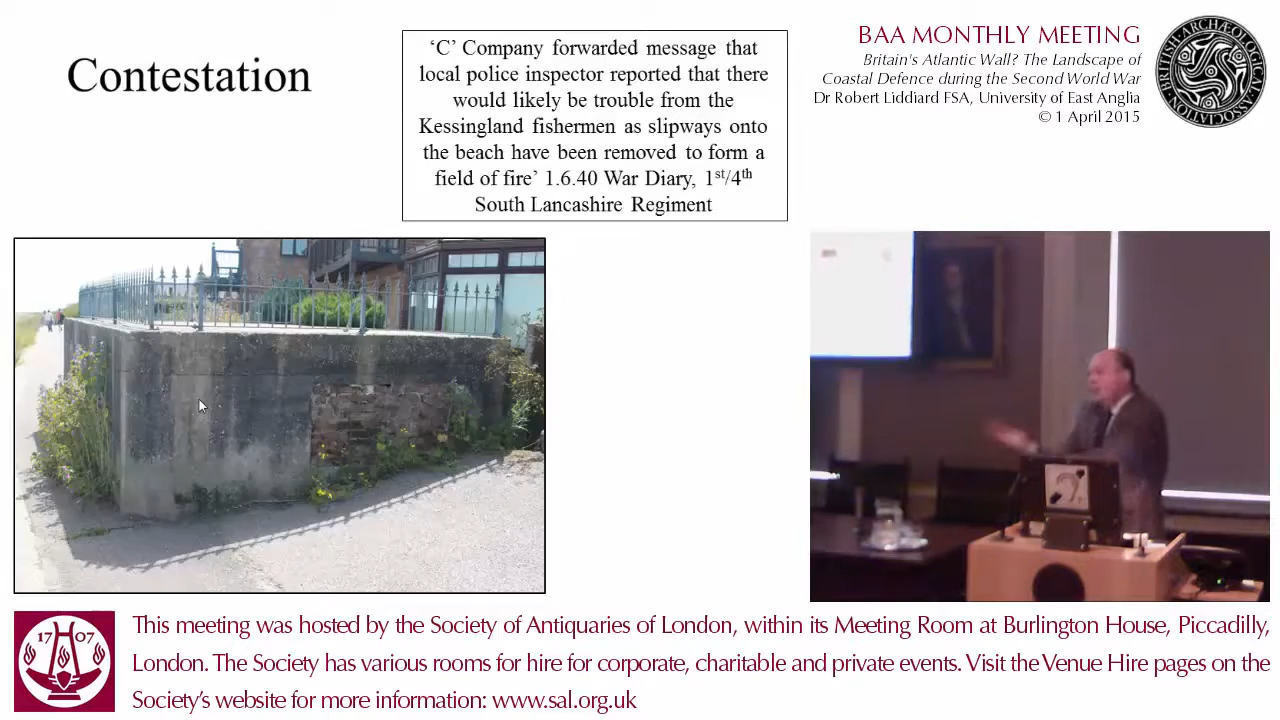 Contestation
‘C’ Company forwarded message that
local police inspector reported that there
would likely be trouble from the
Kessingland fishermen as slipways onto
the beach have been removed to form a
field of fire’ 1.6.40 War Diary, 1st/4th
South Lancashire Regiment
BAA MONTHLY MEETING
Britain's Atlantic Wall? The Landscape of
Coastal Defence during the Second World War
Dr Robert Liddiard FSA, University of East Anglia
© 1 April 2015
BRITISH·ARCHÆOLOGICAL·ASSOCIATION
17 07
This meeting was hosted by the Society of Antiquaries of London, within its Meeting Room at Burlington House, Piccadilly,
London. The Society has various rooms for hire for corporate, charitable and private events. Visit the Venue Hire pages on the
Society’s website for more information: www.sal.org.uk